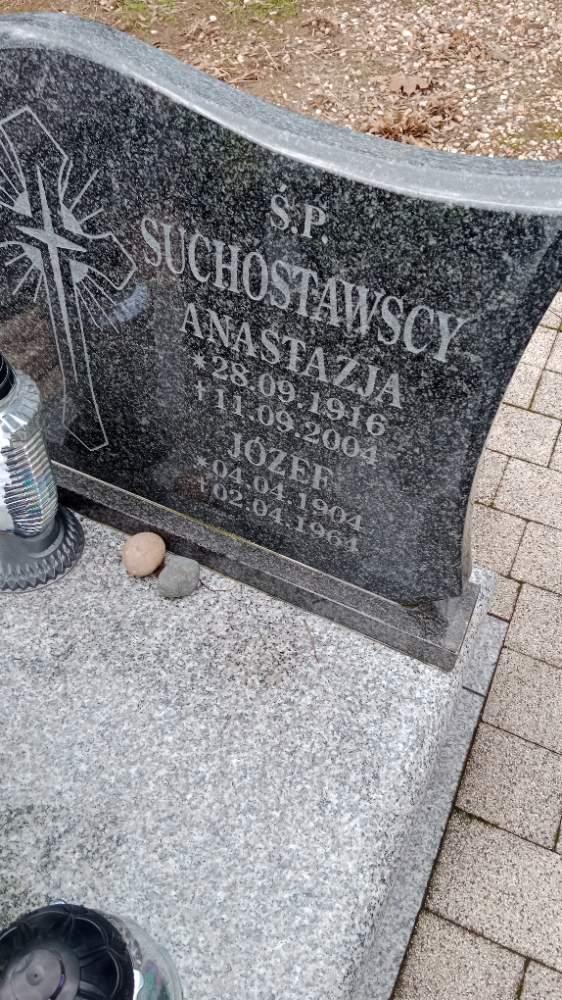 Ś.P.
SUCHOSTAWSCY
ANASTAZJA
*28.09.1916
†11.09.2004
JÓZEF
*04.04.1904
†02.04.1964